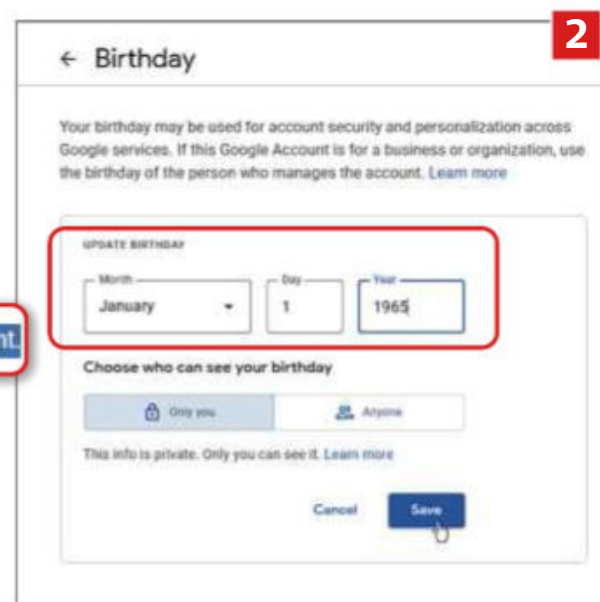 2
← Birthday
Your birthday may be used for account security and personalization across
Google services. If this Google Account is for a business or organization, use
the birthday of the person who manages the account. Learn more
UPDATE BIRTHDAY
Month Day Year
January 1 1965
nt.
Choose who can see your birthday
Only you Anyone
This info is private. Only you can see it. Learn more
Cancel Save